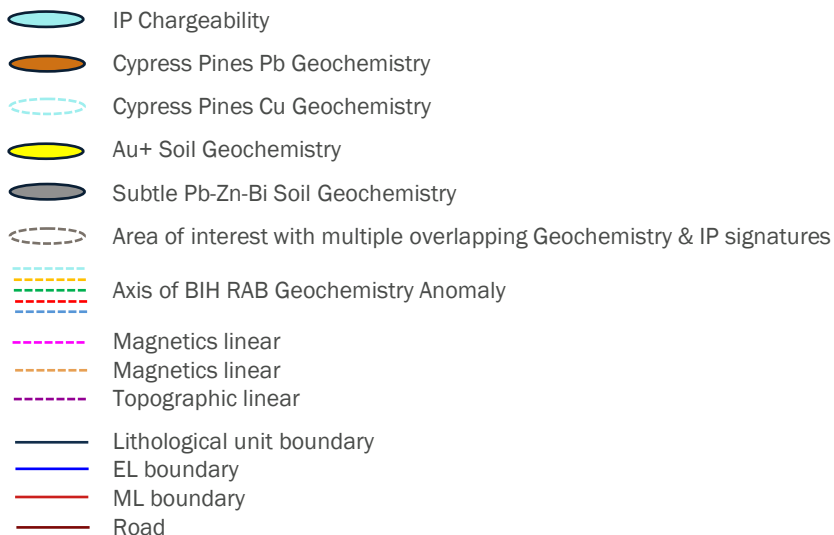 IP Chargeability
Cypress Pines Pb Geochemistry
Cypress Pines Cu Geochemistry
Au+ Soil Geochemistry
Subtle Pb-Zn-Bi Soil Geochemistry
Area of interest with multiple overlapping Geochemistry & IP signatures
Axis of BIH RAB Geochemistry Anomaly
Magnetics linear
Magnetics linear
Topographic linear
Lithological unit boundary
EL boundary
ML boundary
Road